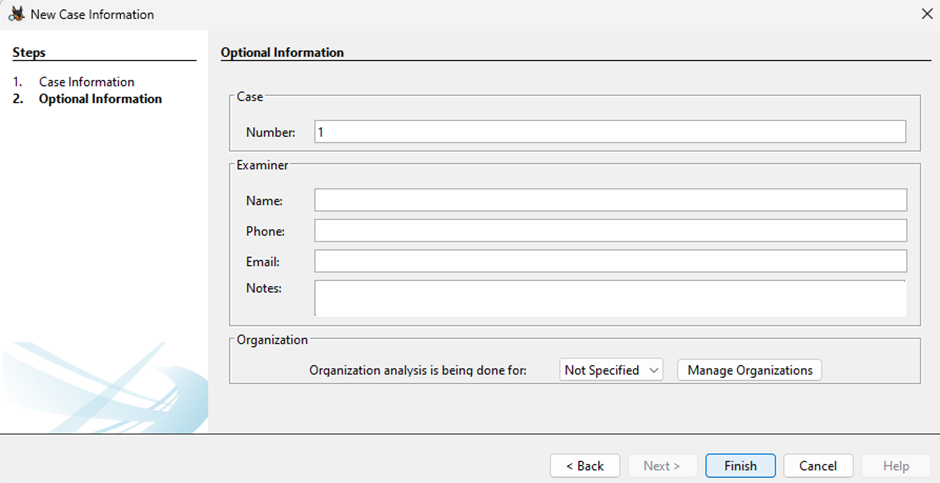 New Case Information
Steps
1. Case Information
2. Optional Information
Optional Information
Case
Number: 1
Examiner
Name:
Phone:
Email:
Notes:
Organization
Organization analysis is being done for: Not Specified Manage Organizations
< Back Next > Finish Cancel Help